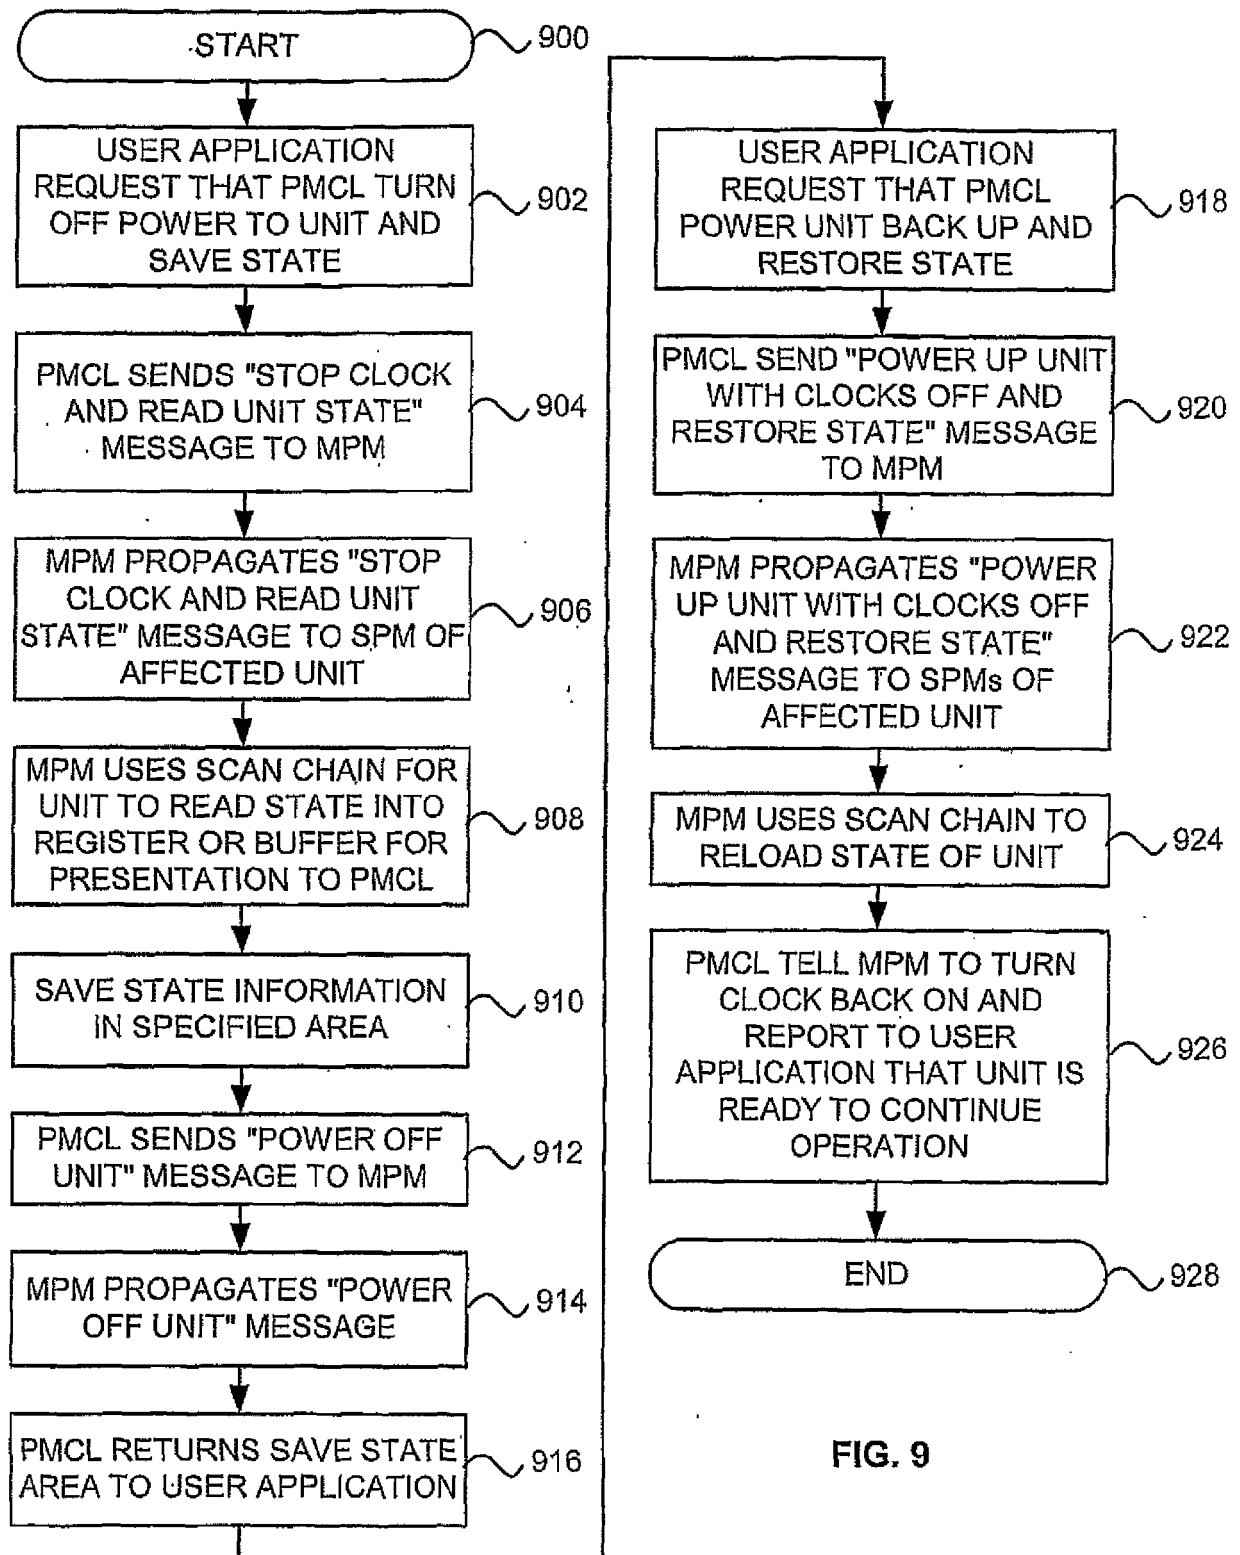 START
900
USER APPLICATION
REQUEST THAT PMCL TURN
OFF POWER TO UNIT AND
SAVE STATE
902
PMCL SENDS "STOP CLOCK
AND READ UNIT STATE"
MESSAGE TO MPM
904
MPM PROPAGATES "STOP
CLOCK AND READ UNIT
STATE" MESSAGE TO SPM OF
AFFECTED UNIT
906
MPM USES SCAN CHAIN FOR
UNIT TO READ STATE INTO
REGISTER OR BUFFER FOR
PRESENTATION TO PMCL
908
SAVE STATE INFORMATION
IN SPECIFIED AREA
910
PMCL SENDS "POWER OFF
UNIT" MESSAGE TO MPM
912
MPM PROPAGATES "POWER
OFF UNIT" MESSAGE
914
PMCL RETURNS SAVE STATE
AREA TO USER APPLICATION
916
USER APPLICATION
REQUEST THAT PMCL
POWER UNIT BACK UP AND
RESTORE STATE
918
PMCL SEND "POWER UP UNIT
WITH CLOCKS OFF AND
RESTORE STATE" MESSAGE
TO MPM
920
MPM PROPAGATES "POWER
UP UNIT WITH CLOCKS OFF
AND RESTORE STATE"
MESSAGE TO SPMs OF
AFFECTED UNIT
922
MPM USES SCAN CHAIN TO
RELOAD STATE OF UNIT
924
PMCL TELL MPM TO TURN
CLOCK BACK ON AND
REPORT TO USER
APPLICATION THAT UNIT IS
READY TO CONTINUE
OPERATION
926
END
928
FIG. 9